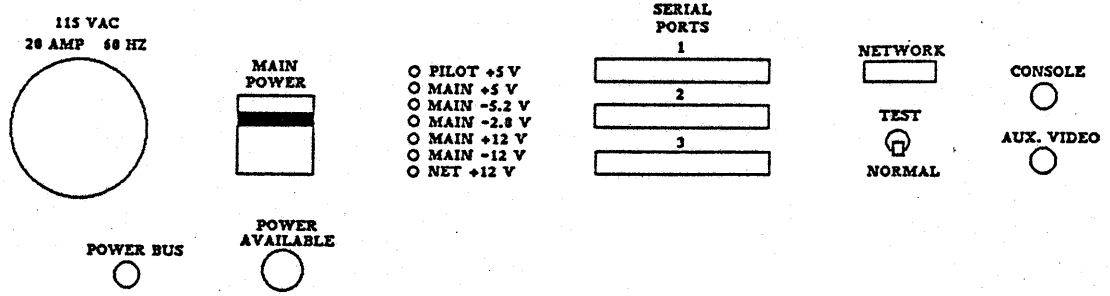 115 VAC
20 AMP 60 HZ
MAIN
POWER
PILOT +5 V
MAIN +5 V
MAIN -5.2 V
MAIN -2.8 V
MAIN +12 V
MAIN -12 V
NET +12 V
SERIAL
PORTS
1
2
3
NETWORK
TEST
NORMAL
CONSOLE
AUX. VIDEO
POWER BUS
POWER
AVAILABLE